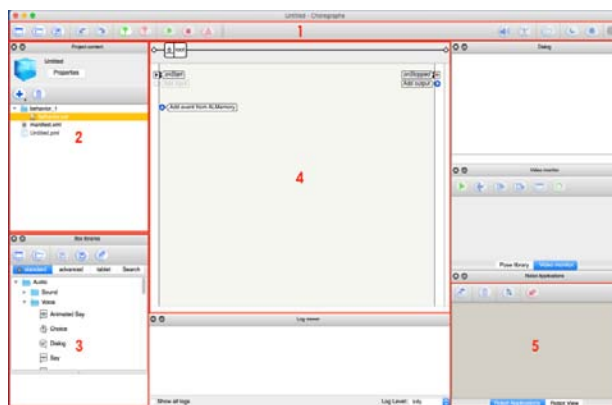 Untitled - Choregraphe
1
Project content
Untitled
Properties
behavior_1
manifest.xml
Untitled.pml
2
Box libraries
standard
advanced
tablet
Search
Audio
Sound
Voice
Animated Say
Choice
Dialog
Say
3
root
onStart
onStopped
Add output
Add event from ALMemory
4
Log viewer
Show all logs
Log Level:
Info
Dialog
Video monitor
Pose library
Video monitor
Robot Applications
5
Robot Applications
Robot View